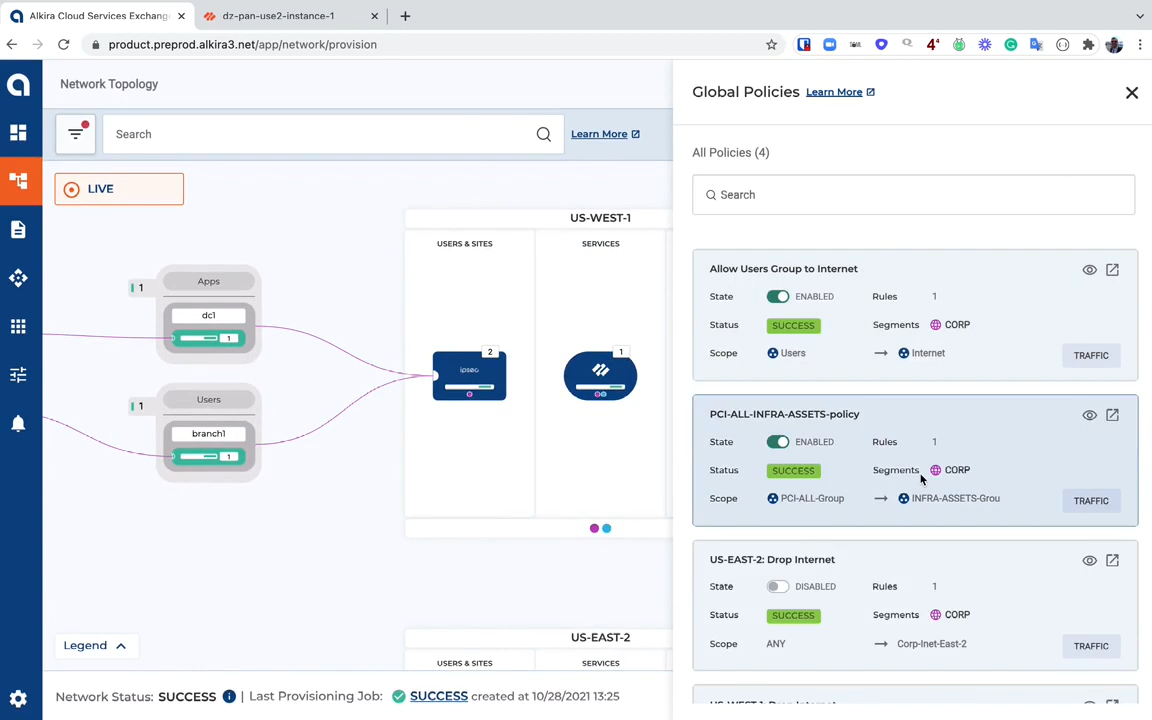 Alkira Cloud Services Exchange
dz-pan-use2-instance-1
product.preprod.alkira3.net/app/network/provision
Network Topology
Search
Learn More
LIVE
US-WEST-1
USERS & SITES
SERVICES
1
Apps
dc1
1
1
Users
branch1
1
2
ipsec
1
US-EAST-2
USERS & SITES
SERVICES
Legend
Network Status: SUCCESS | Last Provisioning Job: SUCCESS created at 10/28/2021 13:25
Global Policies Learn More
All Policies (4)
Search
Allow Users Group to Internet
State ENABLED Rules 1
Status SUCCESS Segments CORP
Scope Users → Internet TRAFFIC
PCI-ALL-INFRA-ASSETS-policy
State ENABLED Rules 1
Status SUCCESS Segments CORP
Scope PCI-ALL-Group → INFRA-ASSETS-Grou TRAFFIC
US-EAST-2: Drop Internet
State DISABLED Rules 1
Status SUCCESS Segments CORP
Scope ANY → Corp-Inet-East-2 TRAFFIC
US-WEST-1: Drop Internet